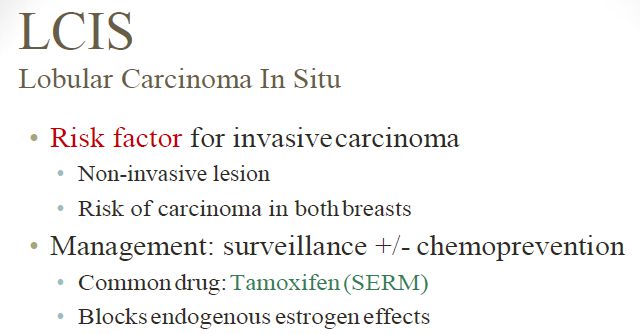 LCIS
Lobular Carcinoma In Situ
• Risk factor for invasive carcinoma
• Non-invasive lesion
• Risk of carcinoma in both breasts
• Management: surveillance +/- chemoprevention
• Common drug: Tamoxifen (SERM)
• Blocks endogenous estrogen effects